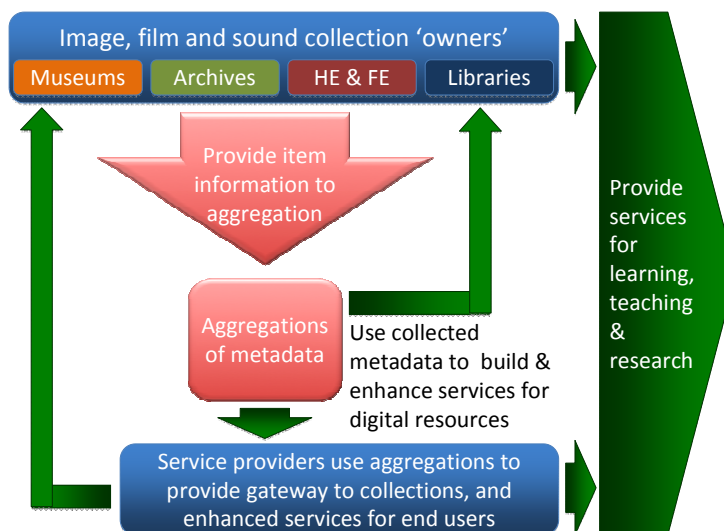 Image, film and sound collection ‘owners’
Museums
Archives
HE & FE
Libraries
Provide item
information to
aggregation
Aggregations
of metadata
Use collected
metadata to  build &
enhance services for
digital resources
Service providers use aggregations to
provide gateway to collections, and
enhanced services for end users
Provide
services
for
learning,
teaching
&
research